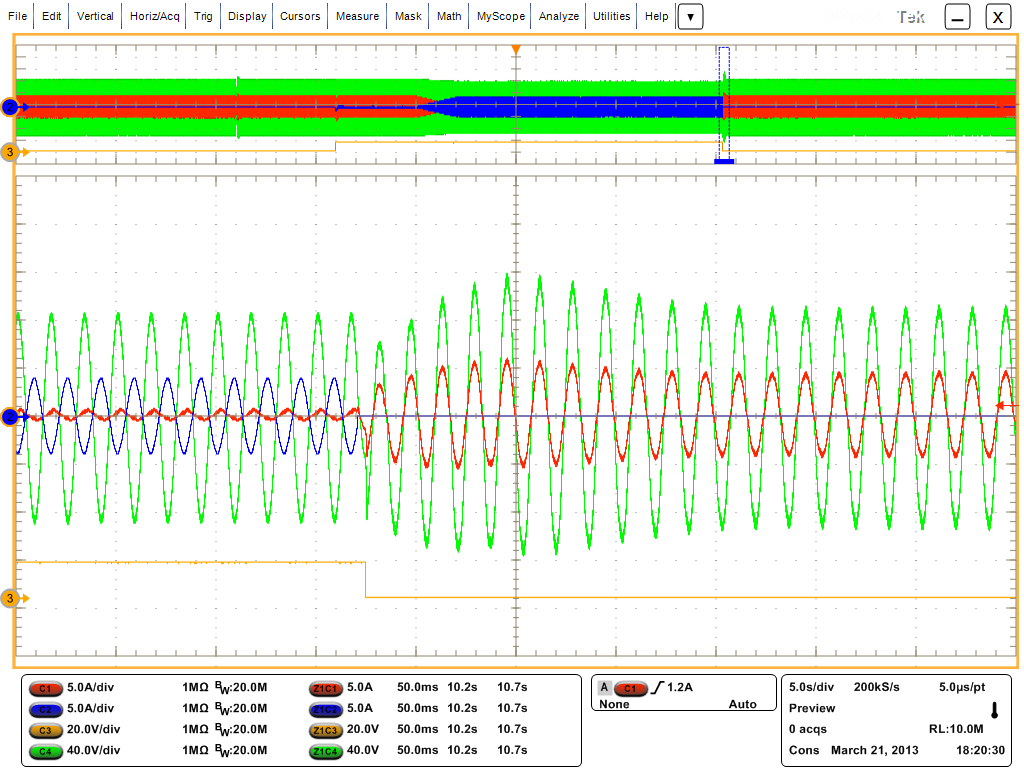 File Edit Vertical Horiz/Acq Trig Display Cursors Measure Mask Math MyScope Analyze Utilities Help ▼ Tek X
2
3
3
C1 5.0A/div 1MΩ BW:20.0M Z1C1 5.0A 50.0ms 10.2s 10.7s
C2 5.0A/div 1MΩ BW:20.0M Z1C2 5.0A 50.0ms 10.2s 10.7s
C3 20.0V/div 1MΩ BW:20.0M Z1C3 20.0V 50.0ms 10.2s 10.7s
C4 40.0V/div 1MΩ BW:20.0M Z1C4 40.0V 50.0ms 10.2s 10.7s
A C1 1.2A
None Auto
5.0s/div 200kS/s 5.0µs/pt
Preview
0 acqs RL:10.0M
Cons March 21, 2013 18:20:30